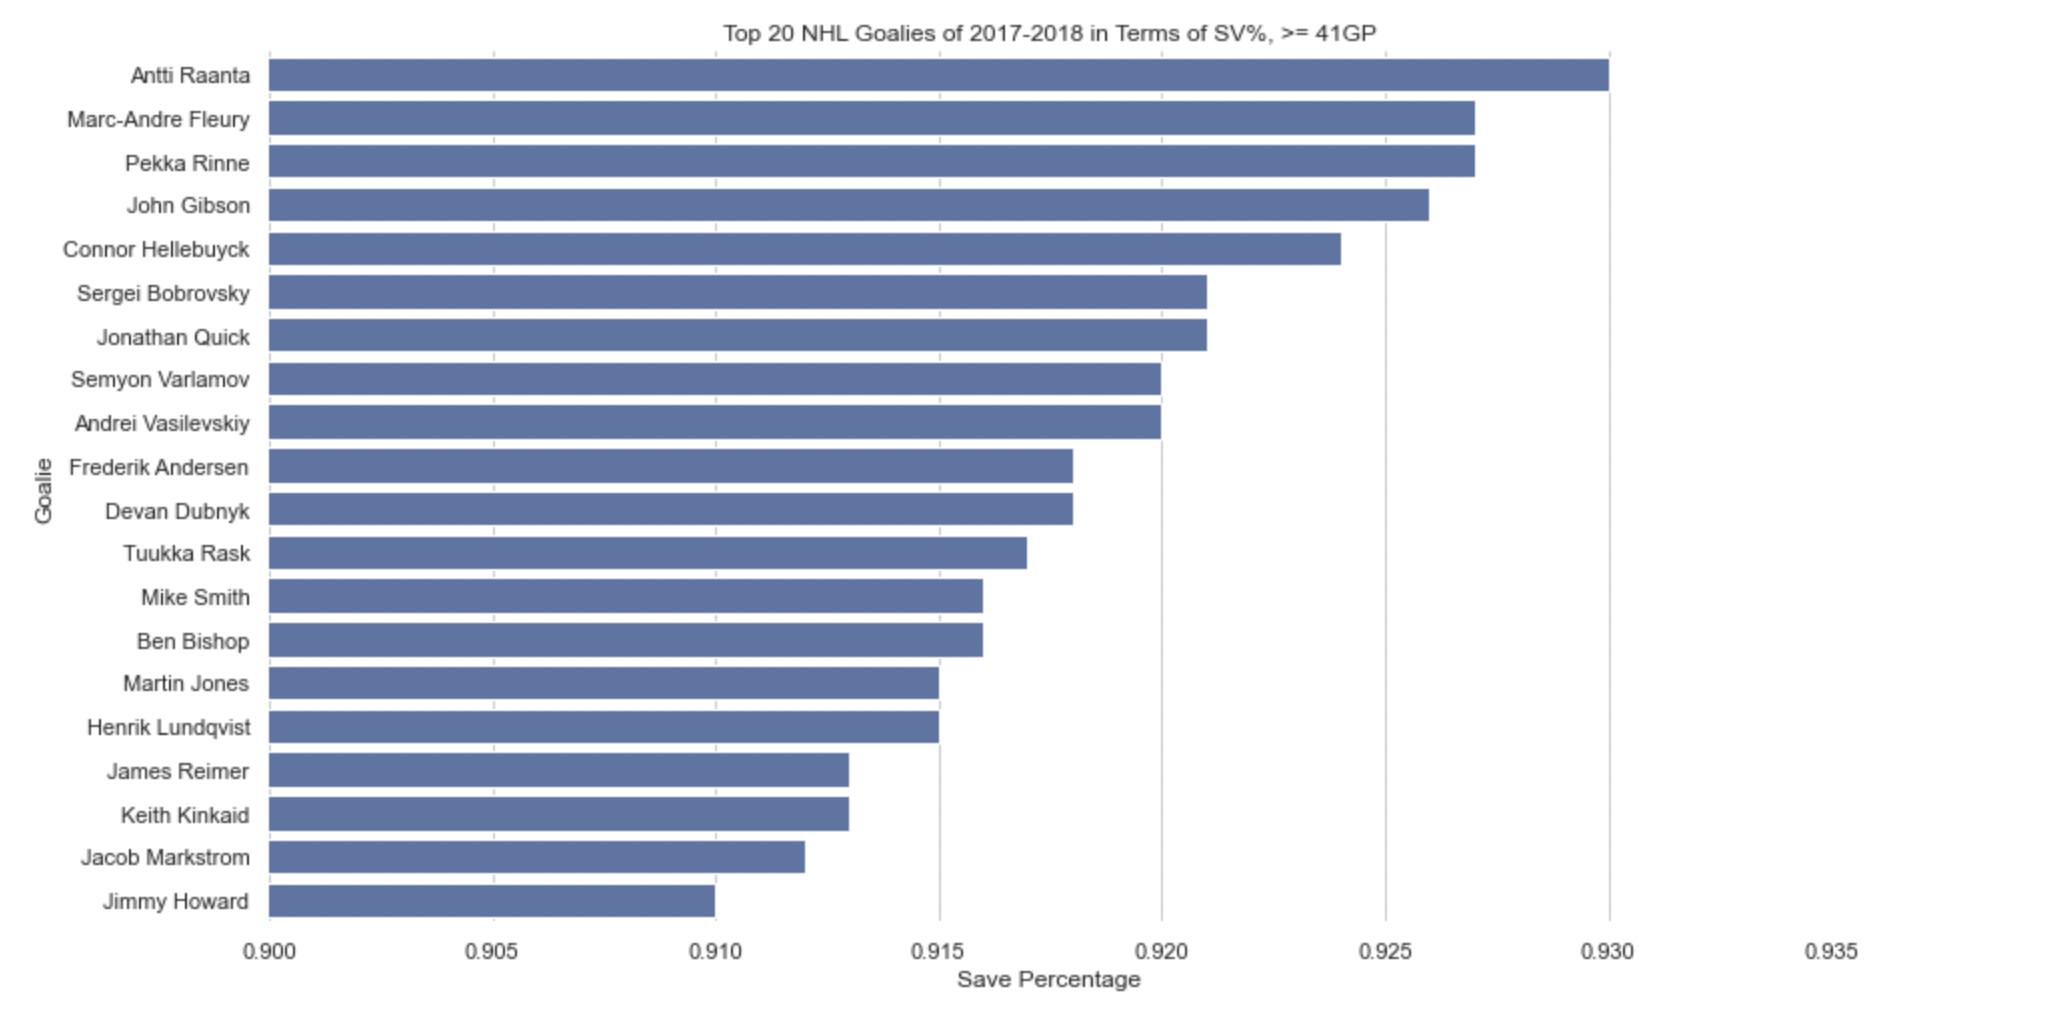 Top 20 NHL Goalies of 2017-2018 in Terms of SV%, >= 41GP
Goalie
Antti Raanta
Marc-Andre Fleury
Pekka Rinne
John Gibson
Connor Hellebuyck
Sergei Bobrovsky
Jonathan Quick
Semyon Varlamov
Andrei Vasilevskiy
Frederik Andersen
Devan Dubnyk
Tuukka Rask
Mike Smith
Ben Bishop
Martin Jones
Henrik Lundqvist
James Reimer
Keith Kinkaid
Jacob Markstrom
Jimmy Howard
0.900 0.905 0.910 0.915 0.920 0.925 0.930 0.935
Save Percentage